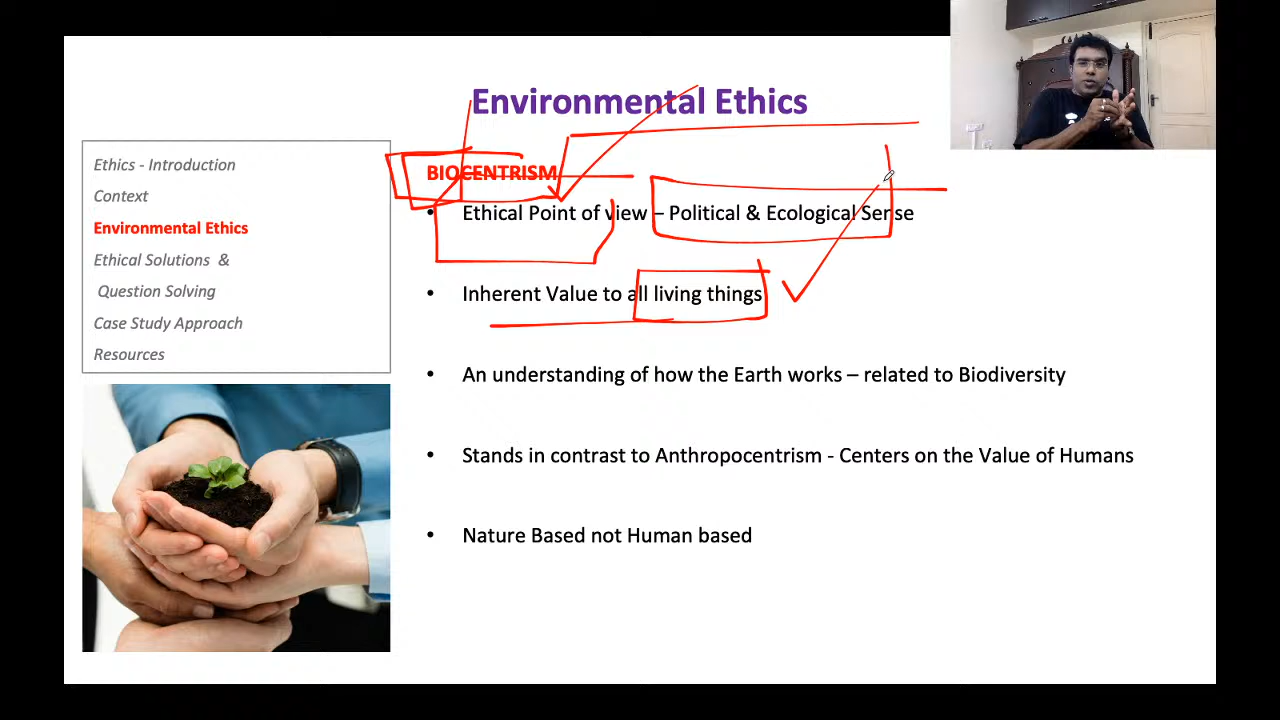 Environmental Ethics
Ethics - Introduction
Context
Environmental Ethics
Ethical Solutions &
Question Solving
Case Study Approach
Resources
BIOCENTRISM
• Ethical Point of view – Political & Ecological Sense
• Inherent Value to all living things
• An understanding of how the Earth works – related to Biodiversity
• Stands in contrast to Anthropocentrism - Centers on the Value of Humans
• Nature Based not Human based